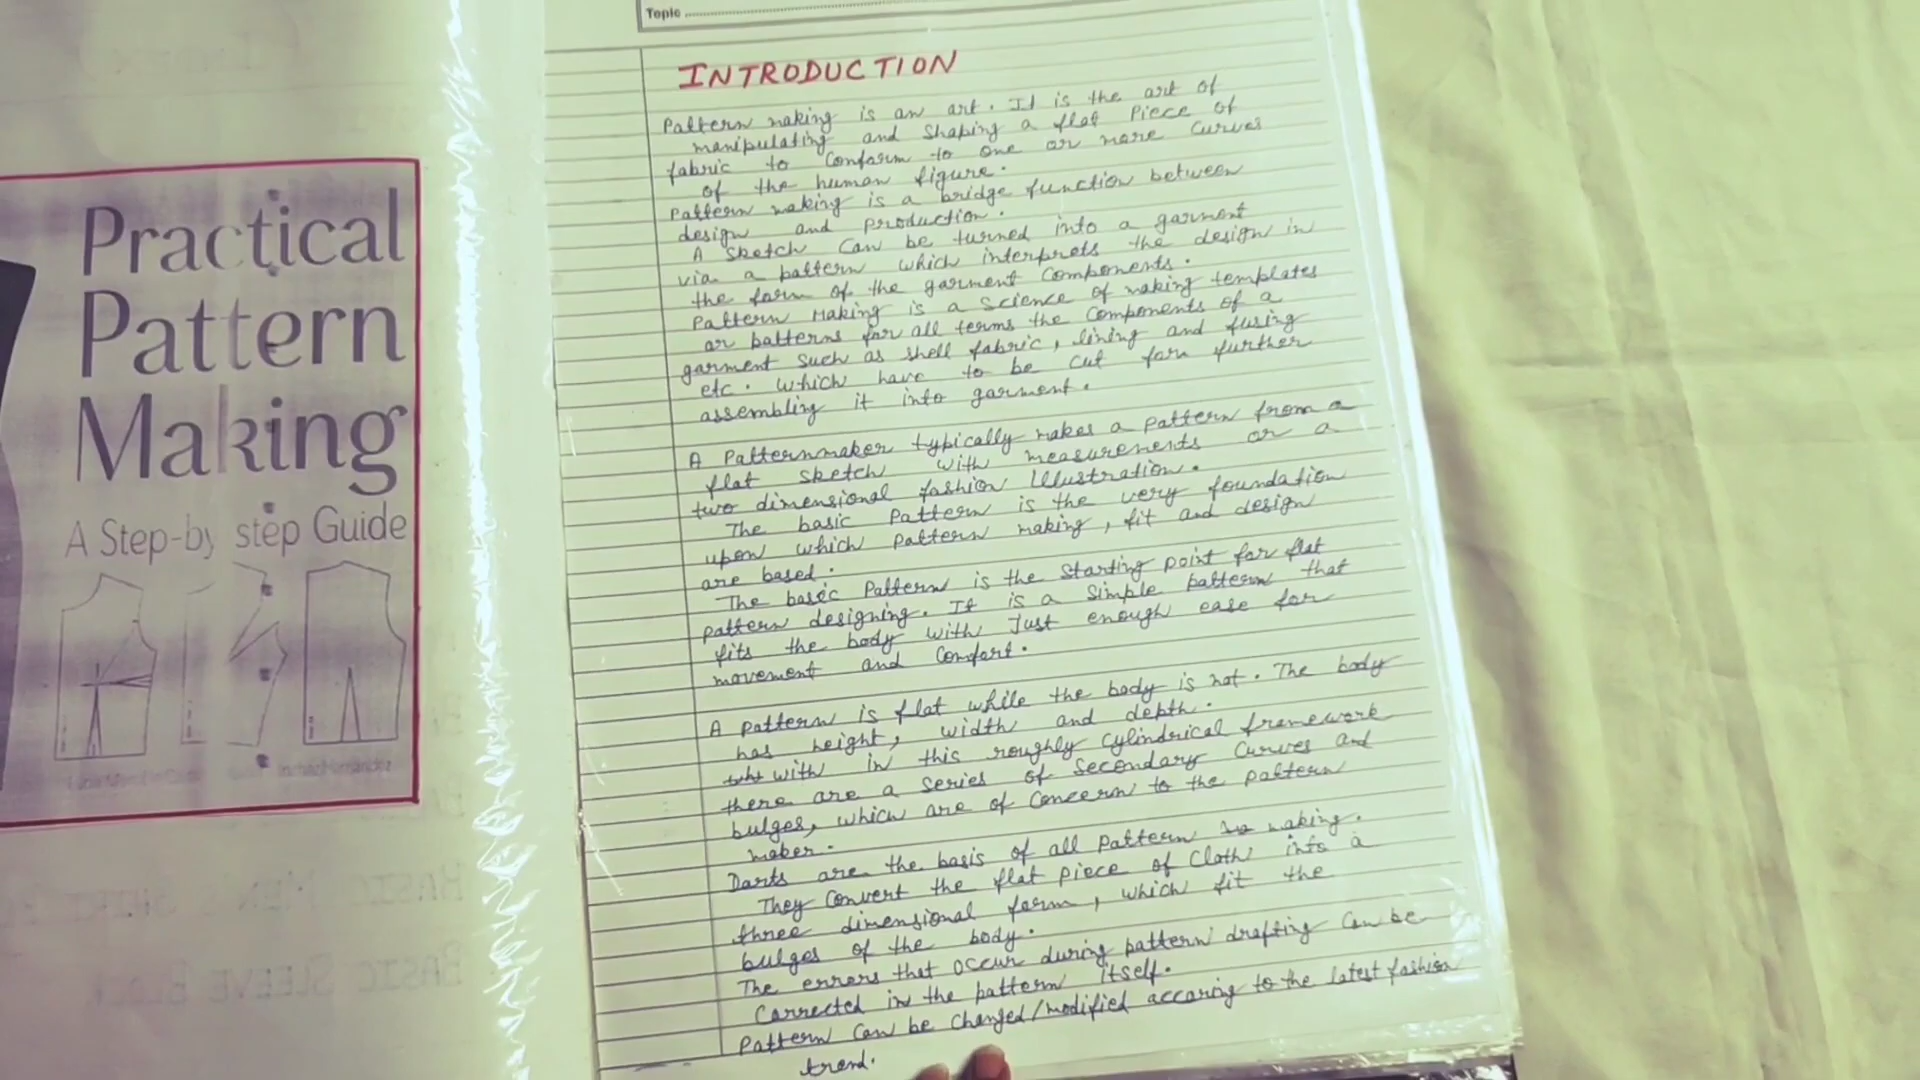 Practical
Pattern
Making
A Step-by step Guide
Topic
INTRODUCTION
Pattern making is an art. It is the art of
manipulating and shaping a flat Piece of
fabric to conform to one or more curves
of the human figure.
Pattern making is a bridge function between
design and production.
A sketch can be turned into a garment
via a pattern which interprets the design in
the form of the garment components.
Pattern Making is a science of making templates
or patterns for all terms the components of a
garment such as shell fabric, lining and fusing
etc. which have to be cut for further
assembling it into garment.
A Patternmaker typically makes a pattern from a
flat sketch with measurements or a
two dimensional fashion Illustration.
The basic Pattern is the very foundation
upon which pattern making, fit and design
are based.
The basic Pattern is the starting point for flat
pattern designing. It is a simple pattern that
fits the body with Just enough ease for
movement and Comfort.
A pattern is flat while the body is not. The body
has height, width and depth.
with in this roughly cylindrical framework
there are a series of secondary curves and
bulges, which are of concern to the pattern
maker.
Darts are the basis of all Pattern making.
They convert the flat piece of cloth into a
three dimensional form, which fit the
bulges of the body.
The errors that occur during pattern drafting can be
corrected in the pattern itself.
Pattern can be changed/modified accoring to the latest fashion
trend.
BASIC SLEEVE BLOCK